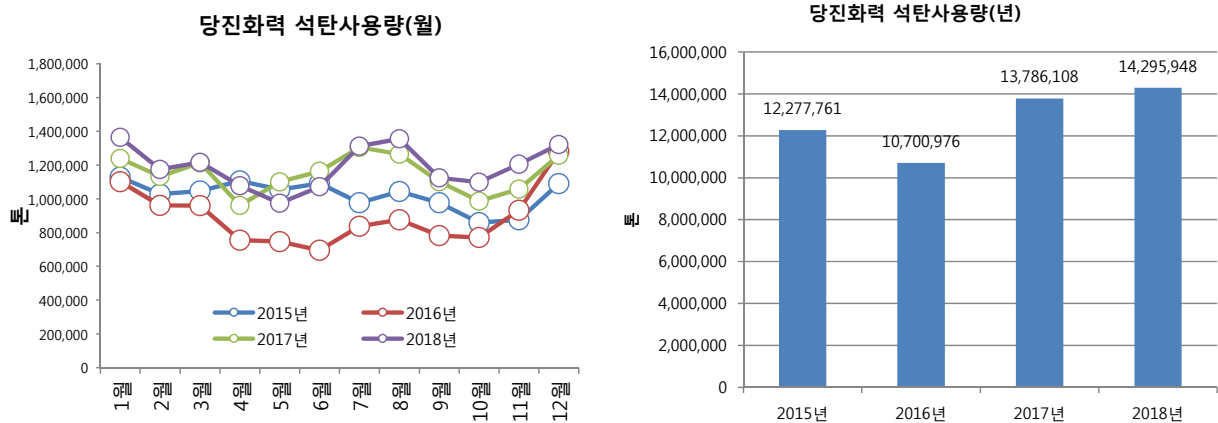 당진화력 석탄사용량(월)
톤
1,800,000
1,600,000
1,400,000
1,200,000
1,000,000
800,000
600,000
400,000
200,000
0
2015년
2016년
2017년
2018년
1월
2월
3월
4월
5월
6월
7월
8월
9월
10월
11월
12월
당진화력 석탄사용량(년)
톤
16,000,000
14,000,000
12,000,000
10,000,000
8,000,000
6,000,000
4,000,000
2,000,000
0
12,277,761
10,700,976
13,786,108
14,295,948
2015년
2016년
2017년
2018년